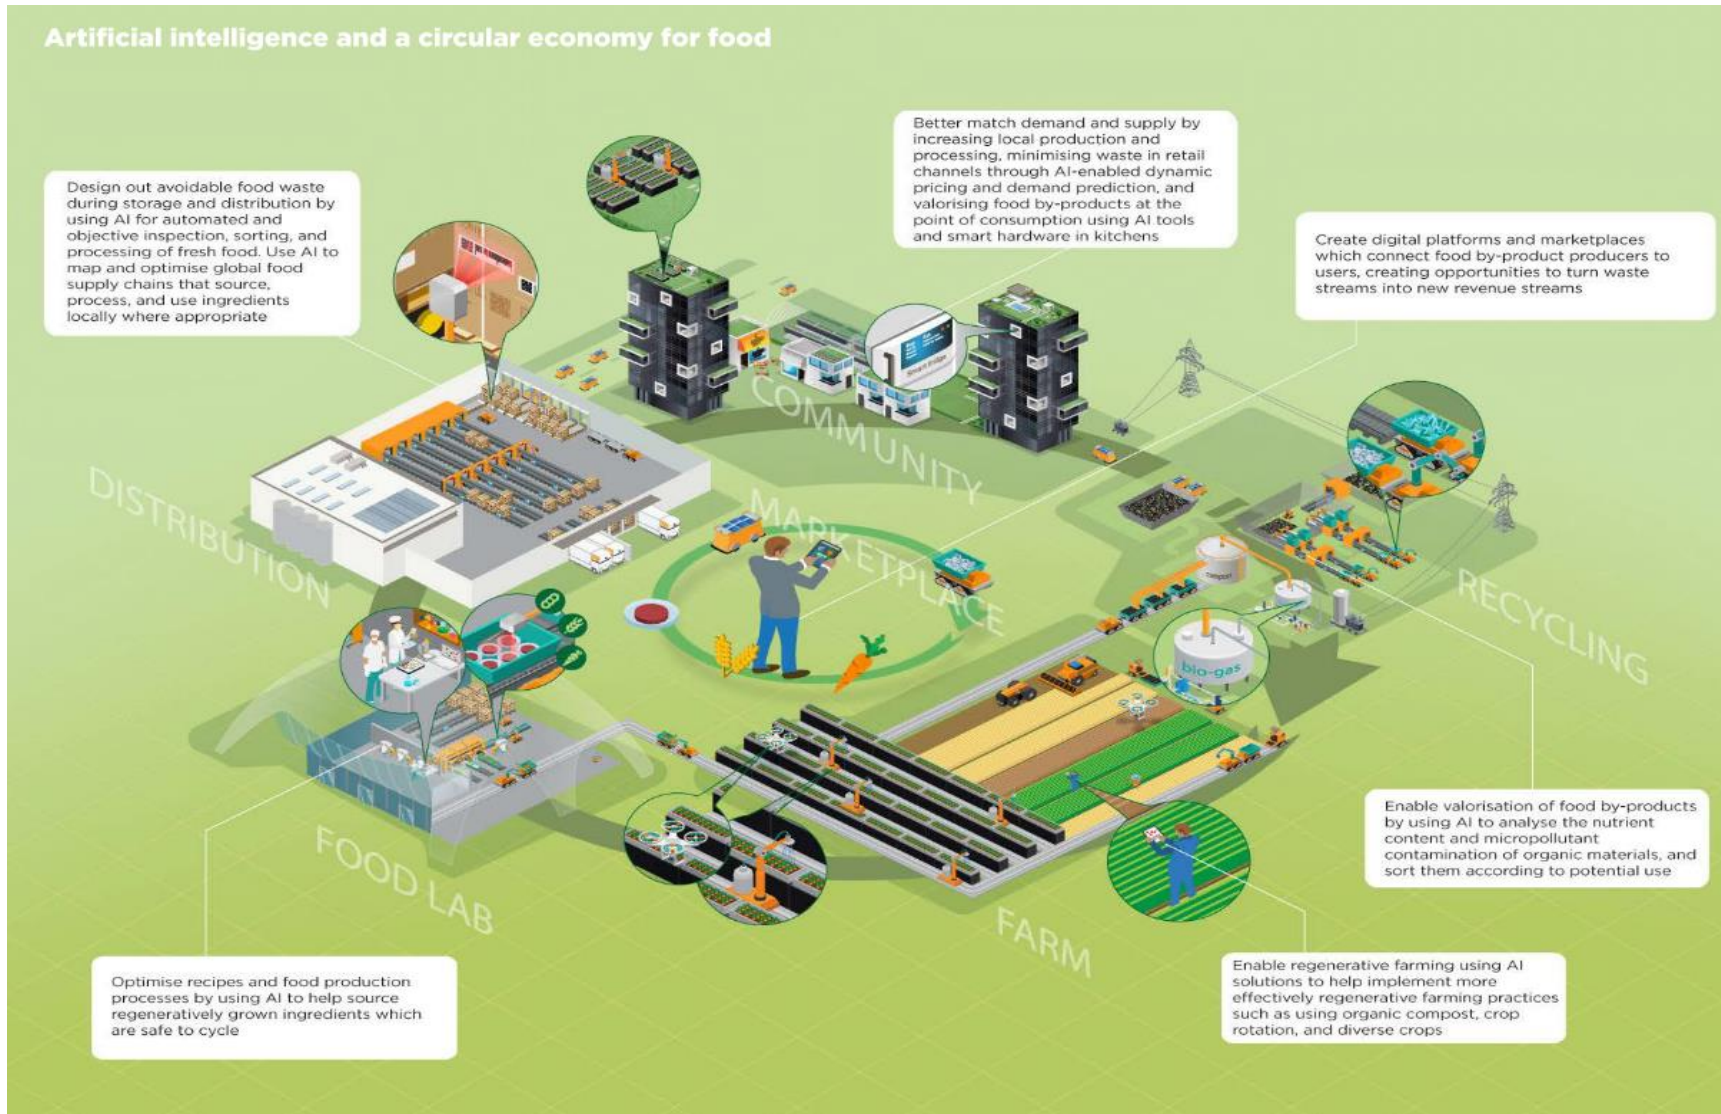 Artificial intelligence and a circular economy for food
Better match demand and supply by
increasing local production and
processing, minimising waste in retail
channels through AI-enabled dynamic
pricing and demand prediction, and
valorising food by-products at the
point of consumption using AI tools
and smart hardware in kitchens
Design out avoidable food waste
during storage and distribution by
using AI for automated and
objective inspection, sorting, and
processing of fresh food. Use AI to
map and optimise global food
supply chains that source,
process, and use ingredients
locally where appropriate
Create digital platforms and marketplaces
which connect food by-product producers to
users, creating opportunities to turn waste
streams into new revenue streams
Smart fridge
COMMUNITY
DISTRIBUTION
MARKETPLACE
RECYCLING
compost
bio-gas
FOOD LAB
FARM
Enable valorisation of food by-products
by using AI to analyse the nutrient
content and micropollutant
contamination of organic materials, and
sort them according to potential use
Optimise recipes and food production
processes by using AI to help source
regeneratively grown ingredients which
are safe to cycle
Enable regenerative farming using AI
solutions to help implement more
effectively regenerative farming practices
such as using organic compost, crop
rotation, and diverse crops